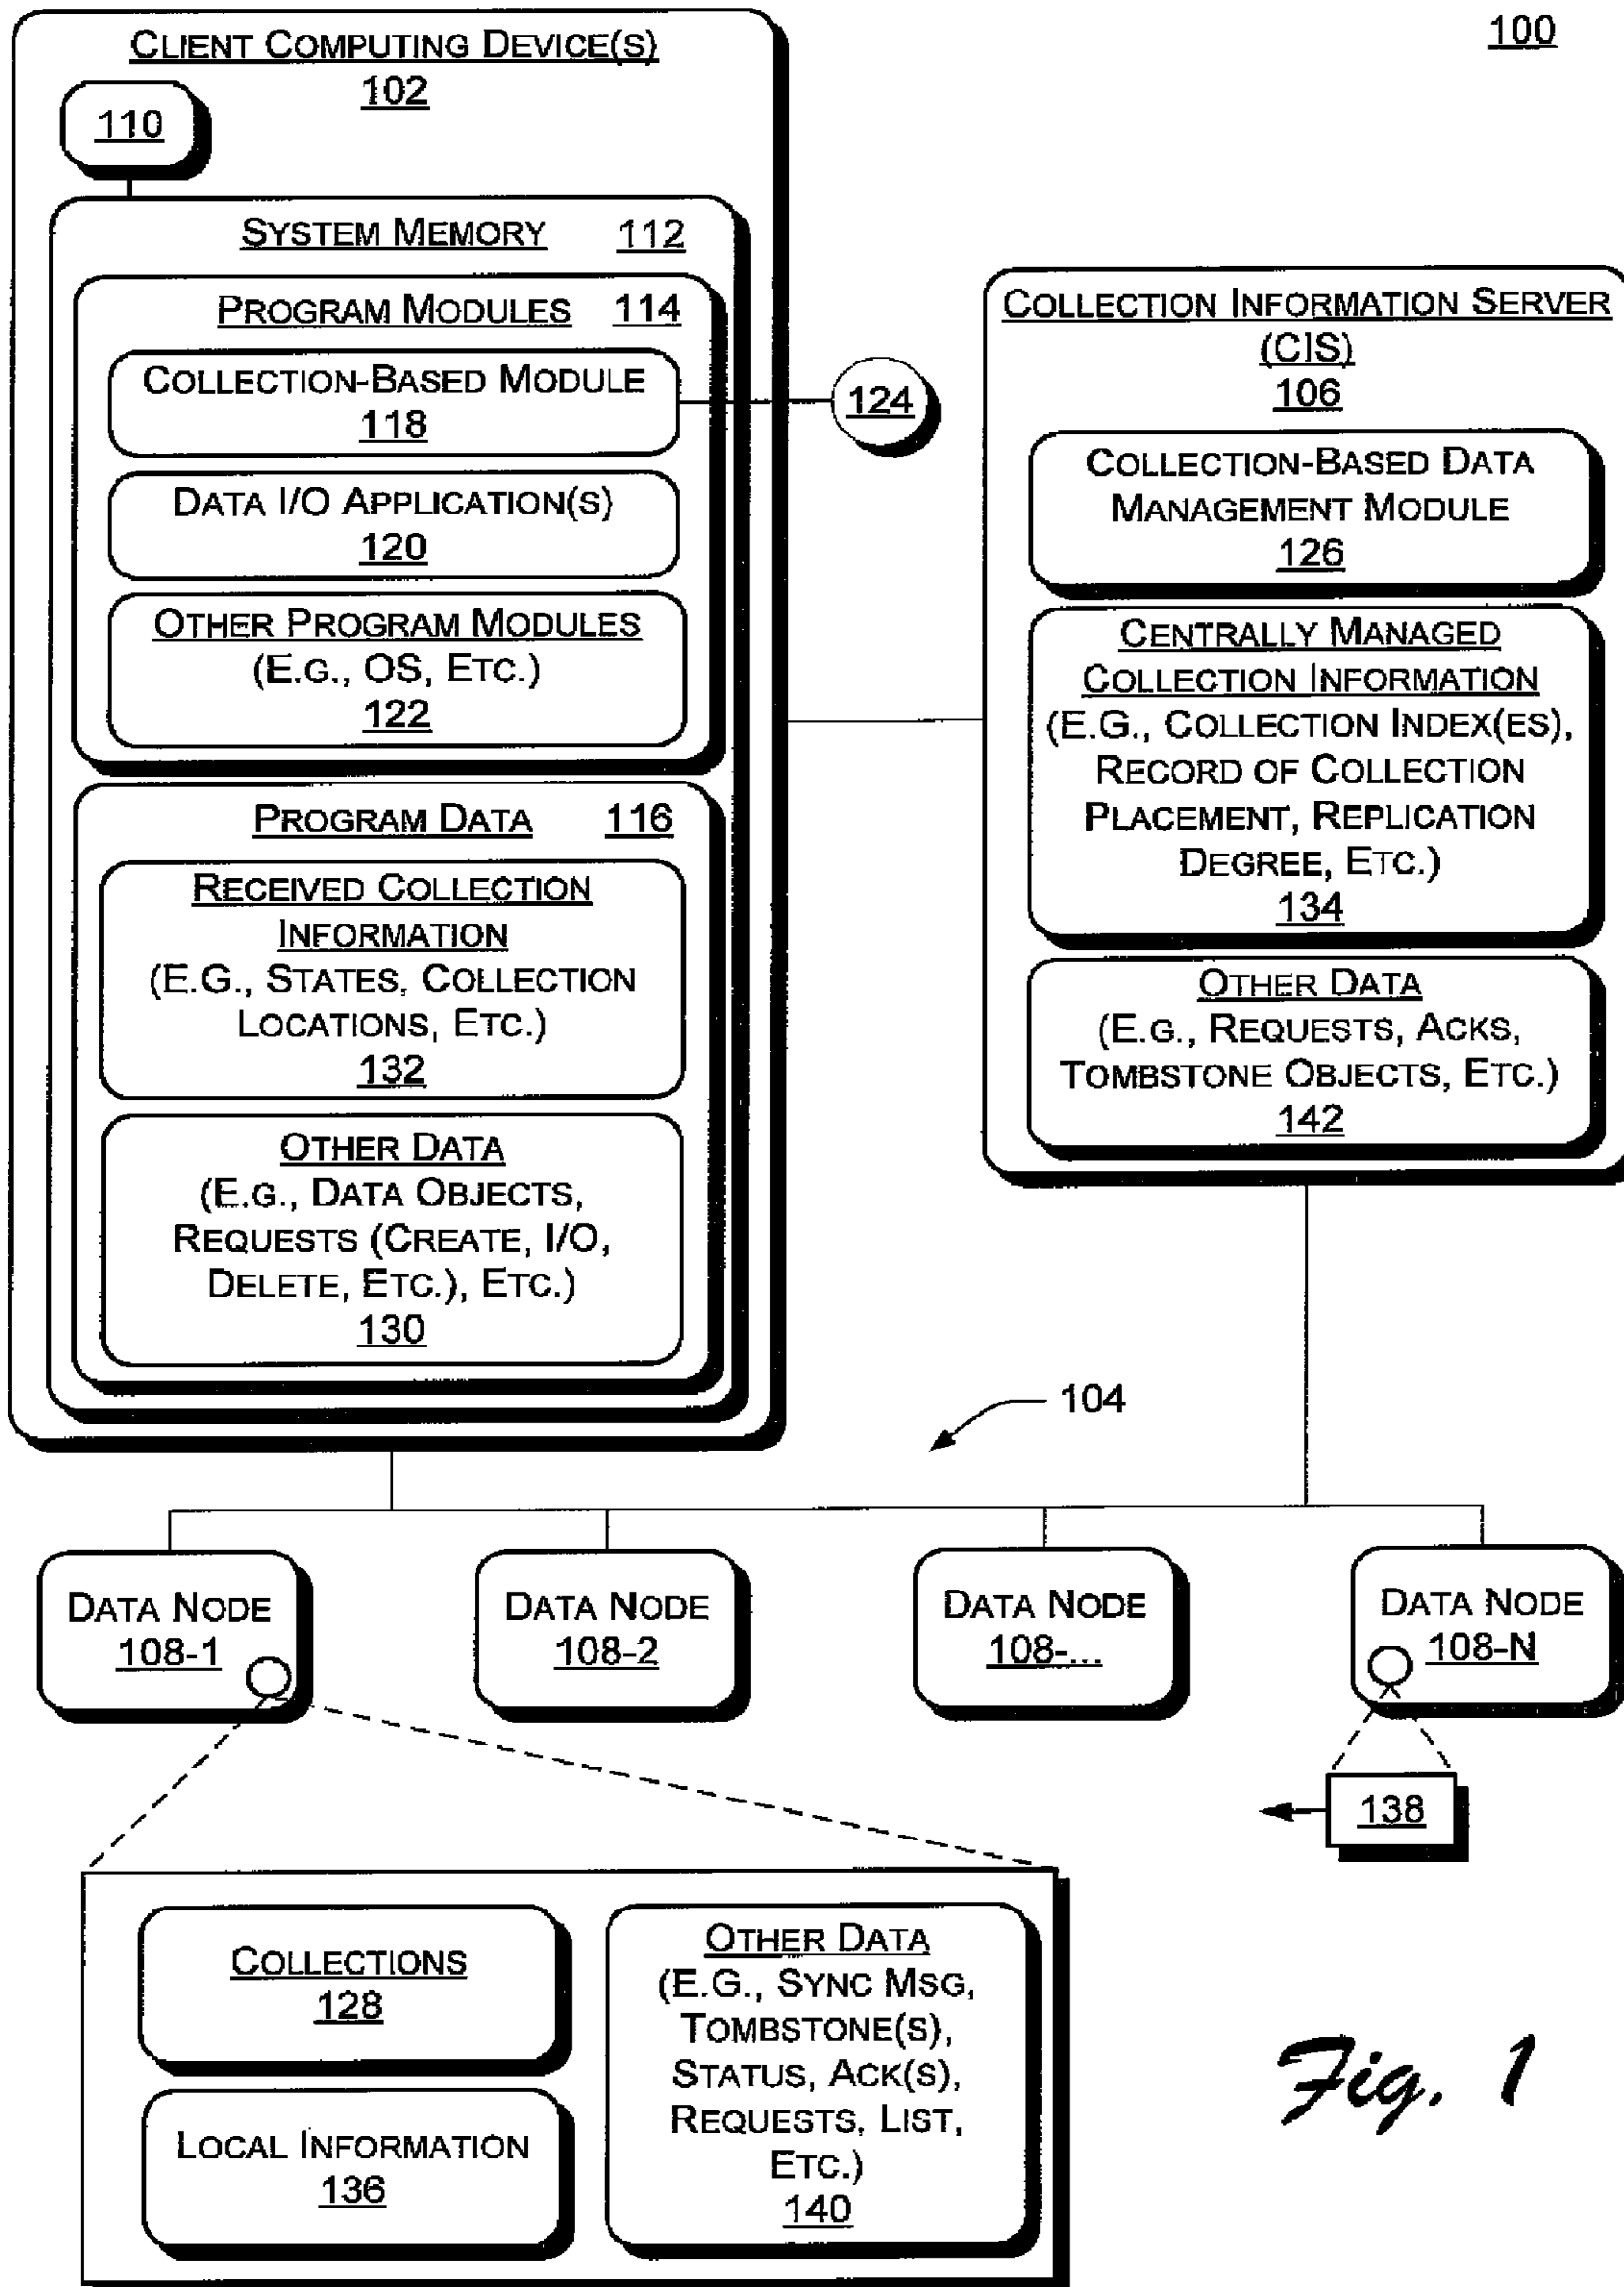 100
CLIENT COMPUTING DEVICE(S)
102
110
SYSTEM MEMORY 112
PROGRAM MODULES 114
COLLECTION-BASED MODULE
118
124
DATA I/O APPLICATION(S)
120
OTHER PROGRAM MODULES
(E.G., OS, ETC.)
122
PROGRAM DATA 116
RECEIVED COLLECTION
INFORMATION
(E.G., STATES, COLLECTION
LOCATIONS, ETC.)
132
OTHER DATA
(E.G., DATA OBJECTS,
REQUESTS (CREATE, I/O,
DELETE, ETC.), ETC.)
130
COLLECTION INFORMATION SERVER
(CIS)
106
COLLECTION-BASED DATA
MANAGEMENT MODULE
126
CENTRALLY MANAGED
COLLECTION INFORMATION
(E.G., COLLECTION INDEX(ES),
RECORD OF COLLECTION
PLACEMENT, REPLICATION
DEGREE, ETC.)
134
OTHER DATA
(E.G., REQUESTS, ACKS,
TOMBSTONE OBJECTS, ETC.)
142
104
DATA NODE
108-1
DATA NODE
108-2
DATA NODE
108-...
DATA NODE
108-N
138
COLLECTIONS
128
LOCAL INFORMATION
136
OTHER DATA
(E.G., SYNC MSG,
TOMBSTONE(S),
STATUS, ACK(S),
REQUESTS, LIST,
ETC.)
140
Fig. 1